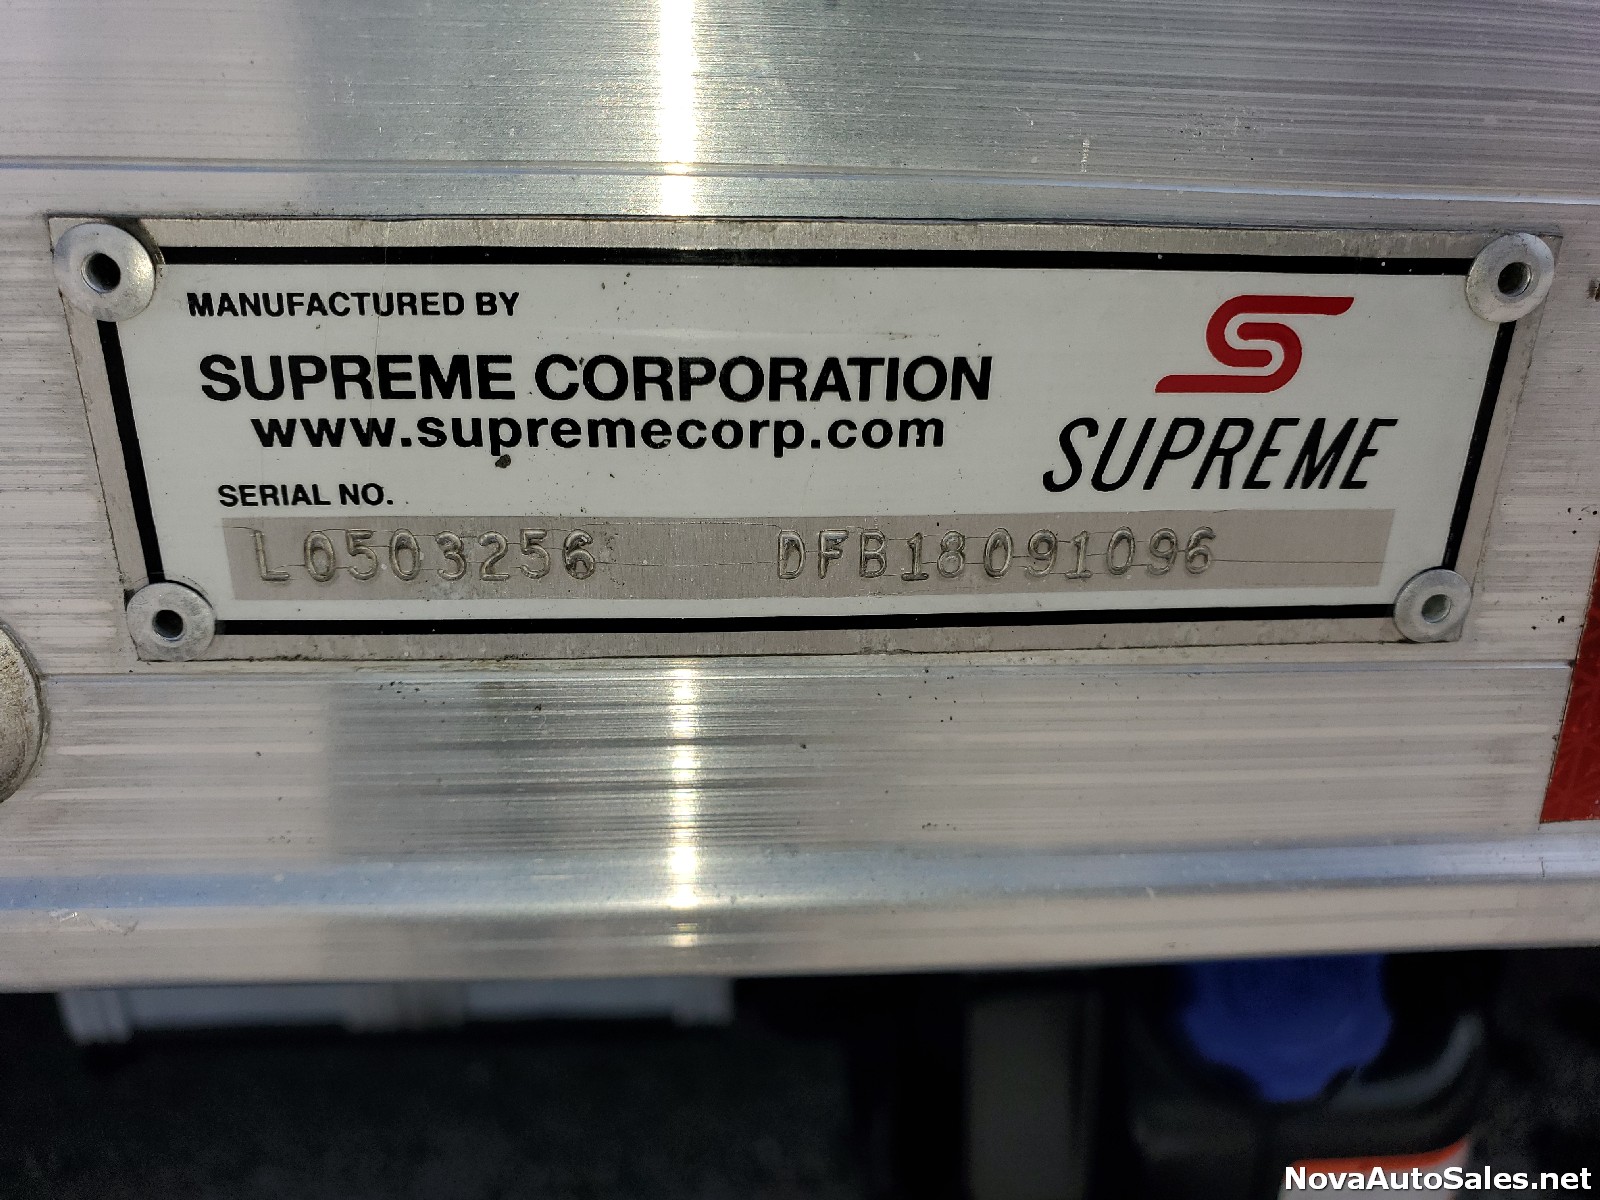 MANUFACTURED BY
SUPREME CORPORATION
www.supremecorp.com
SUPREME
SERIAL NO.
L0503256 DFB18091096
NovaAutoSales.net